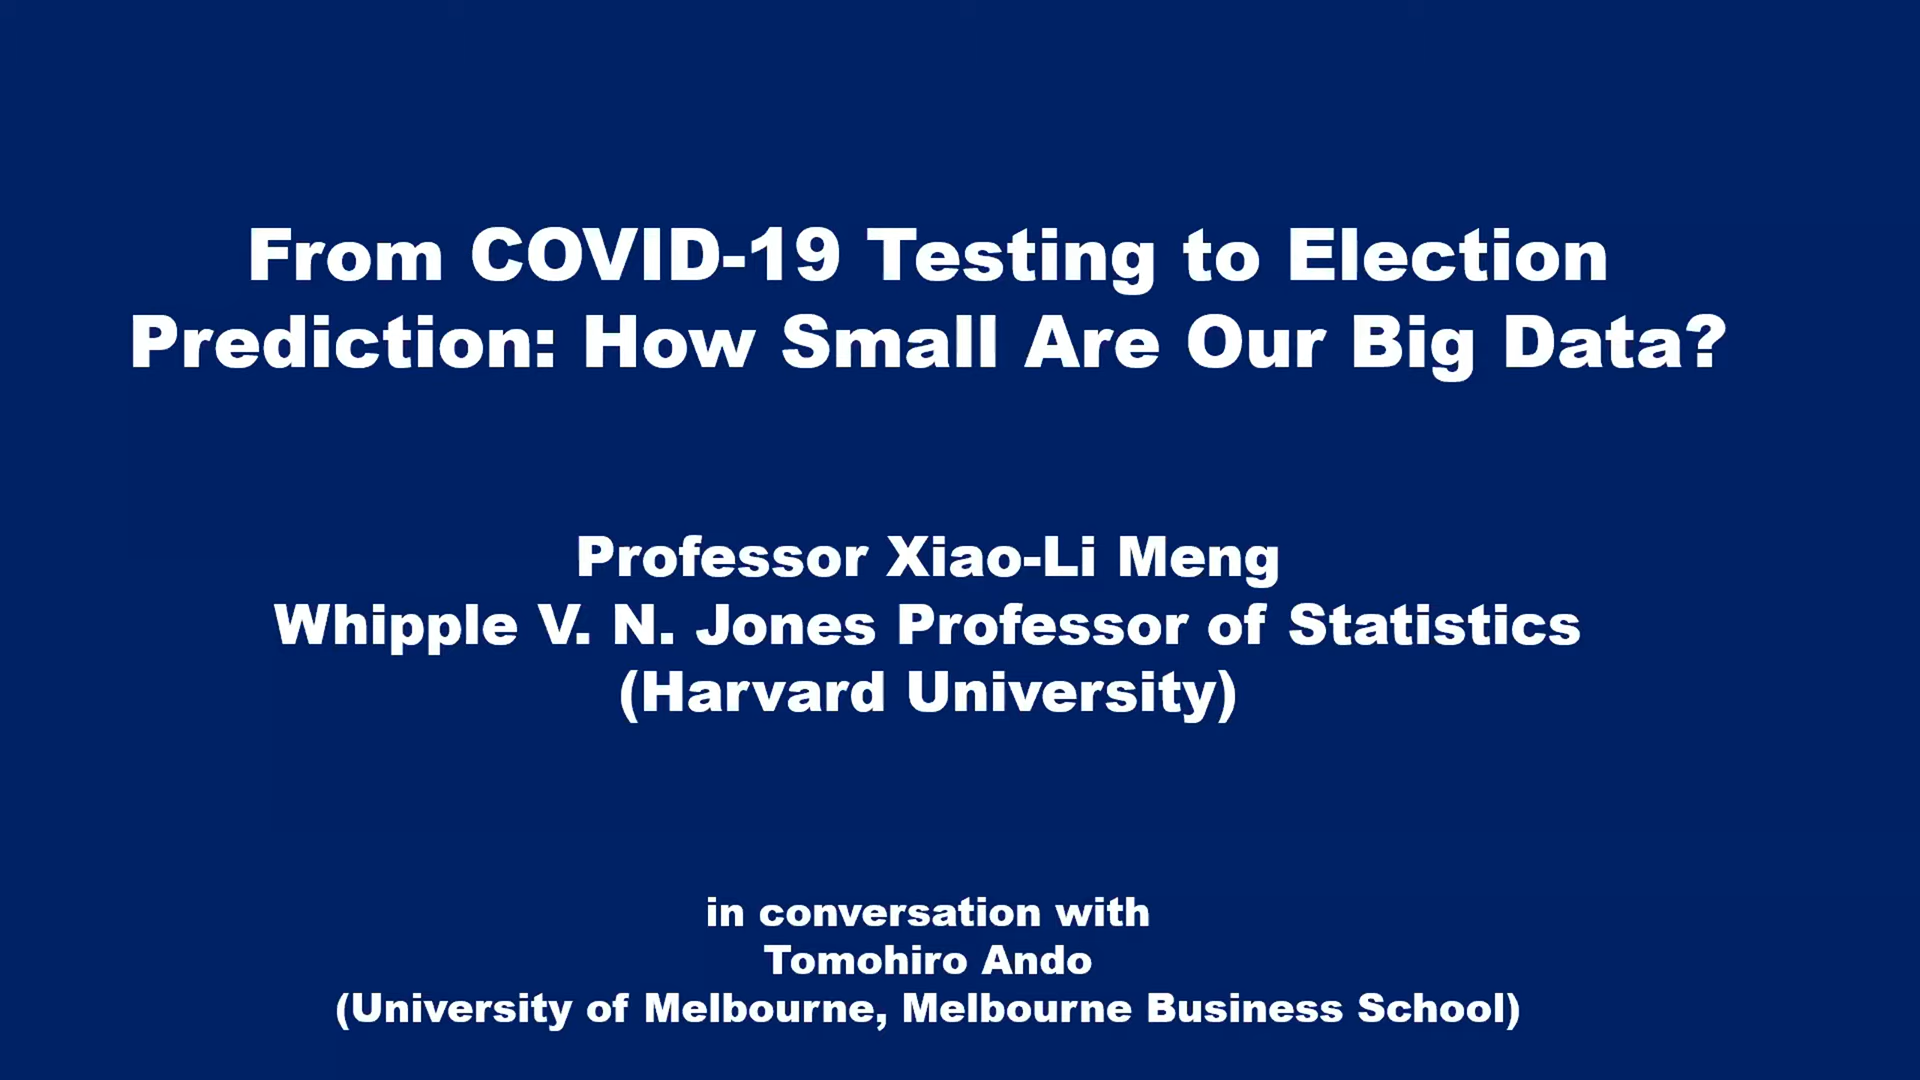 From COVID-19 Testing to Election
Prediction: How Small Are Our Big Data?
Professor Xiao-Li Meng
Whipple V. N. Jones Professor of Statistics
(Harvard University)
in conversation with
Tomohiro Ando
(University of Melbourne, Melbourne Business School)